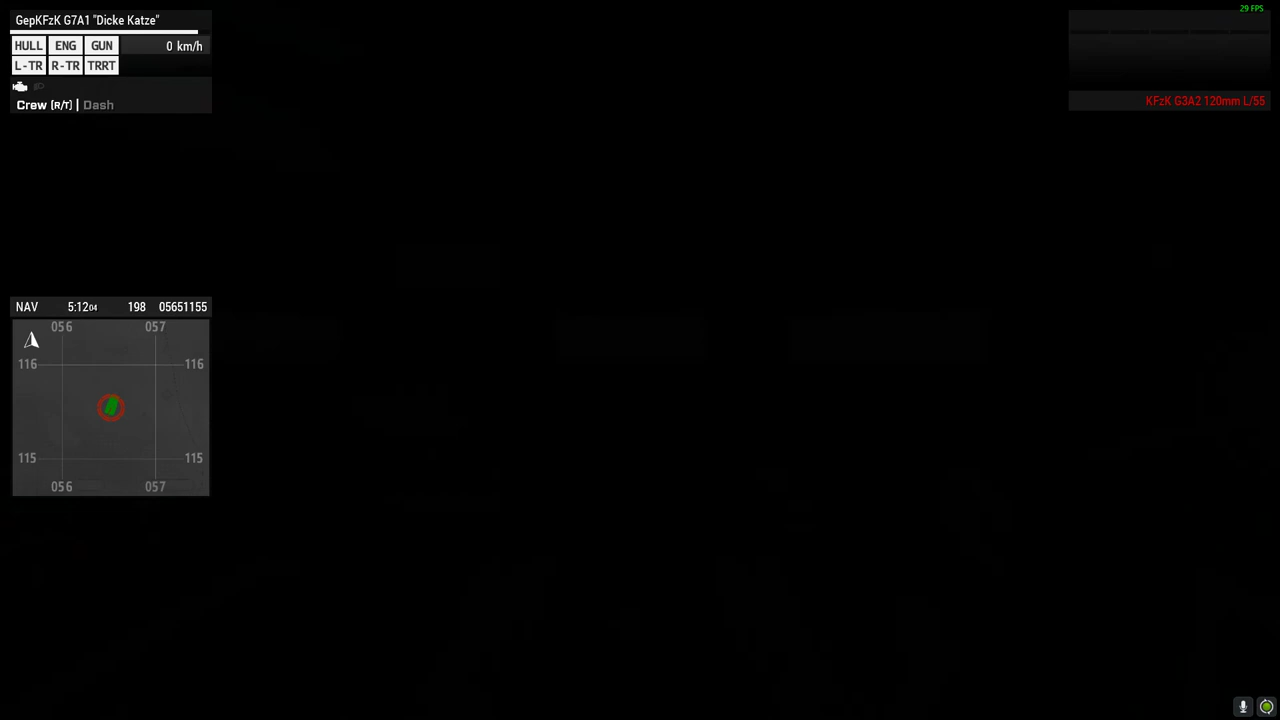 29 FPS
GepKFzK G7A1 "Dicke Katze"
HULL ENG GUN 0 km/h
L-TR R-TR TRRT
Crew (R/T) | Dash
KFzK G3A2 120mm L/55
NAV 5:12 04 198 05651155
056 057
116 116
115 115
056 057